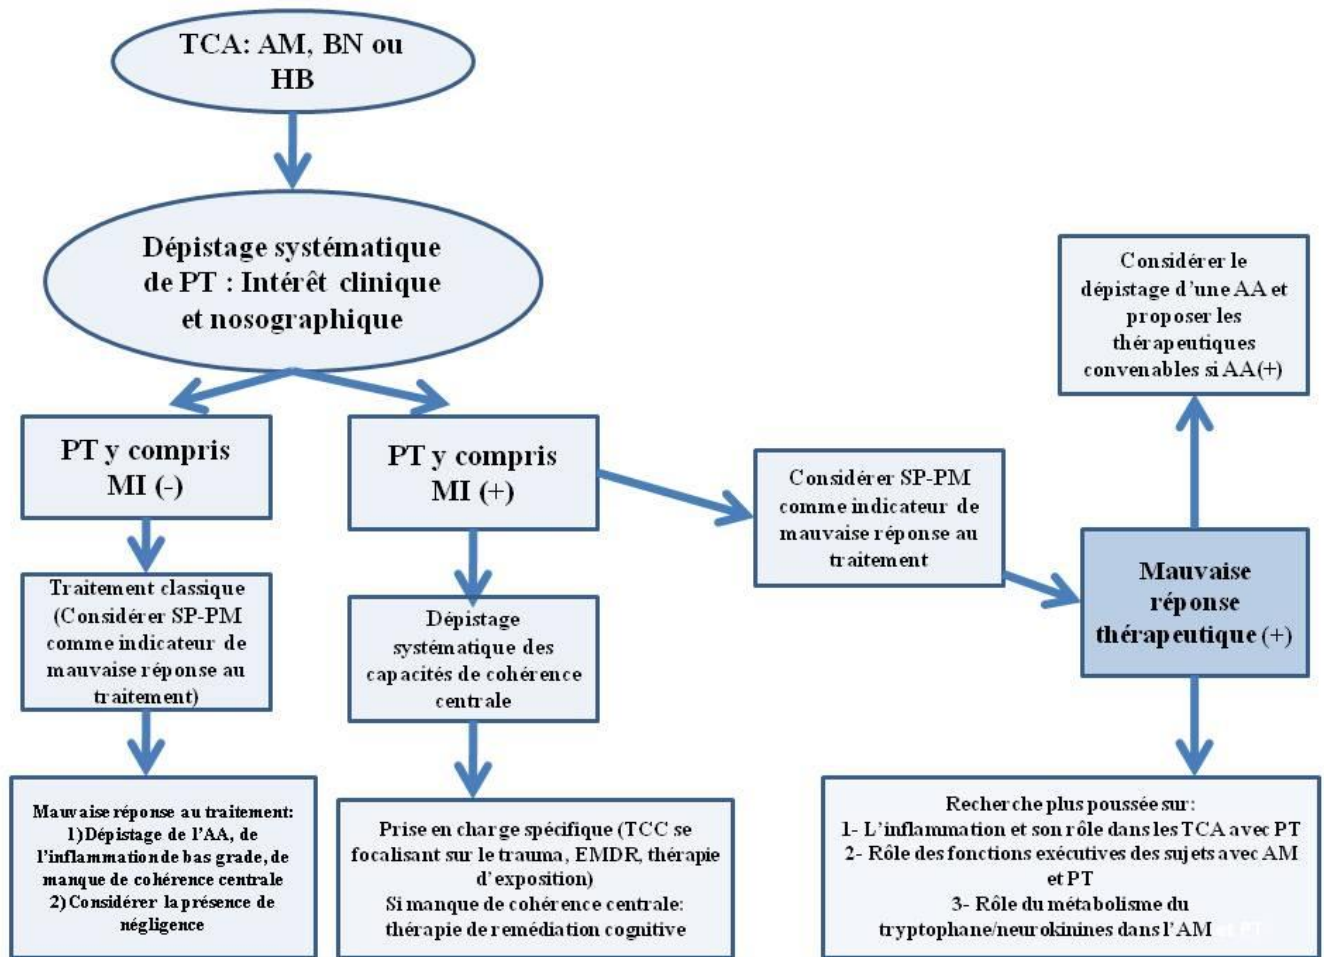 TCA: AM, BN ou
HB
Dépistage systématique
de PT : Intérêt clinique
et nosographique
PT y compris
MI (-)
PT y compris
MI (+)
Considérer SP-PM
comme indicateur de
mauvaise réponse au
traitement
Considérer le
dépistage d'une AA et
proposer les
thérapeutiques
convenables si AA(+)
Mauvaise
réponse
thérapeutique (+)
Traitement classique
(Considérer SP-PM
comme indicateur de
mauvaise réponse au
traitement)
Dépistage
systématique des
capacités de cohérence
centrale
Mauvaise réponse au traitement:
1) Dépistage de l'AA, de
l'inflammation de bas grade, de
manque de cohérence centrale
2) Considérer la présence de
négligence
Prise en charge spécifique (TCC se
focalisant sur le trauma, EMDR, thérapie
d'exposition)
Si manque de cohérence centrale:
thérapie de remédiation cognitive
Recherche plus poussée sur:
1- L'inflammation et son rôle dans les TCA avec PT
2- Rôle des fonctions exécutives des sujets avec AM
et PT
3- Rôle du métabolisme du
tryptophane/neurokinines dans l'AM et PT